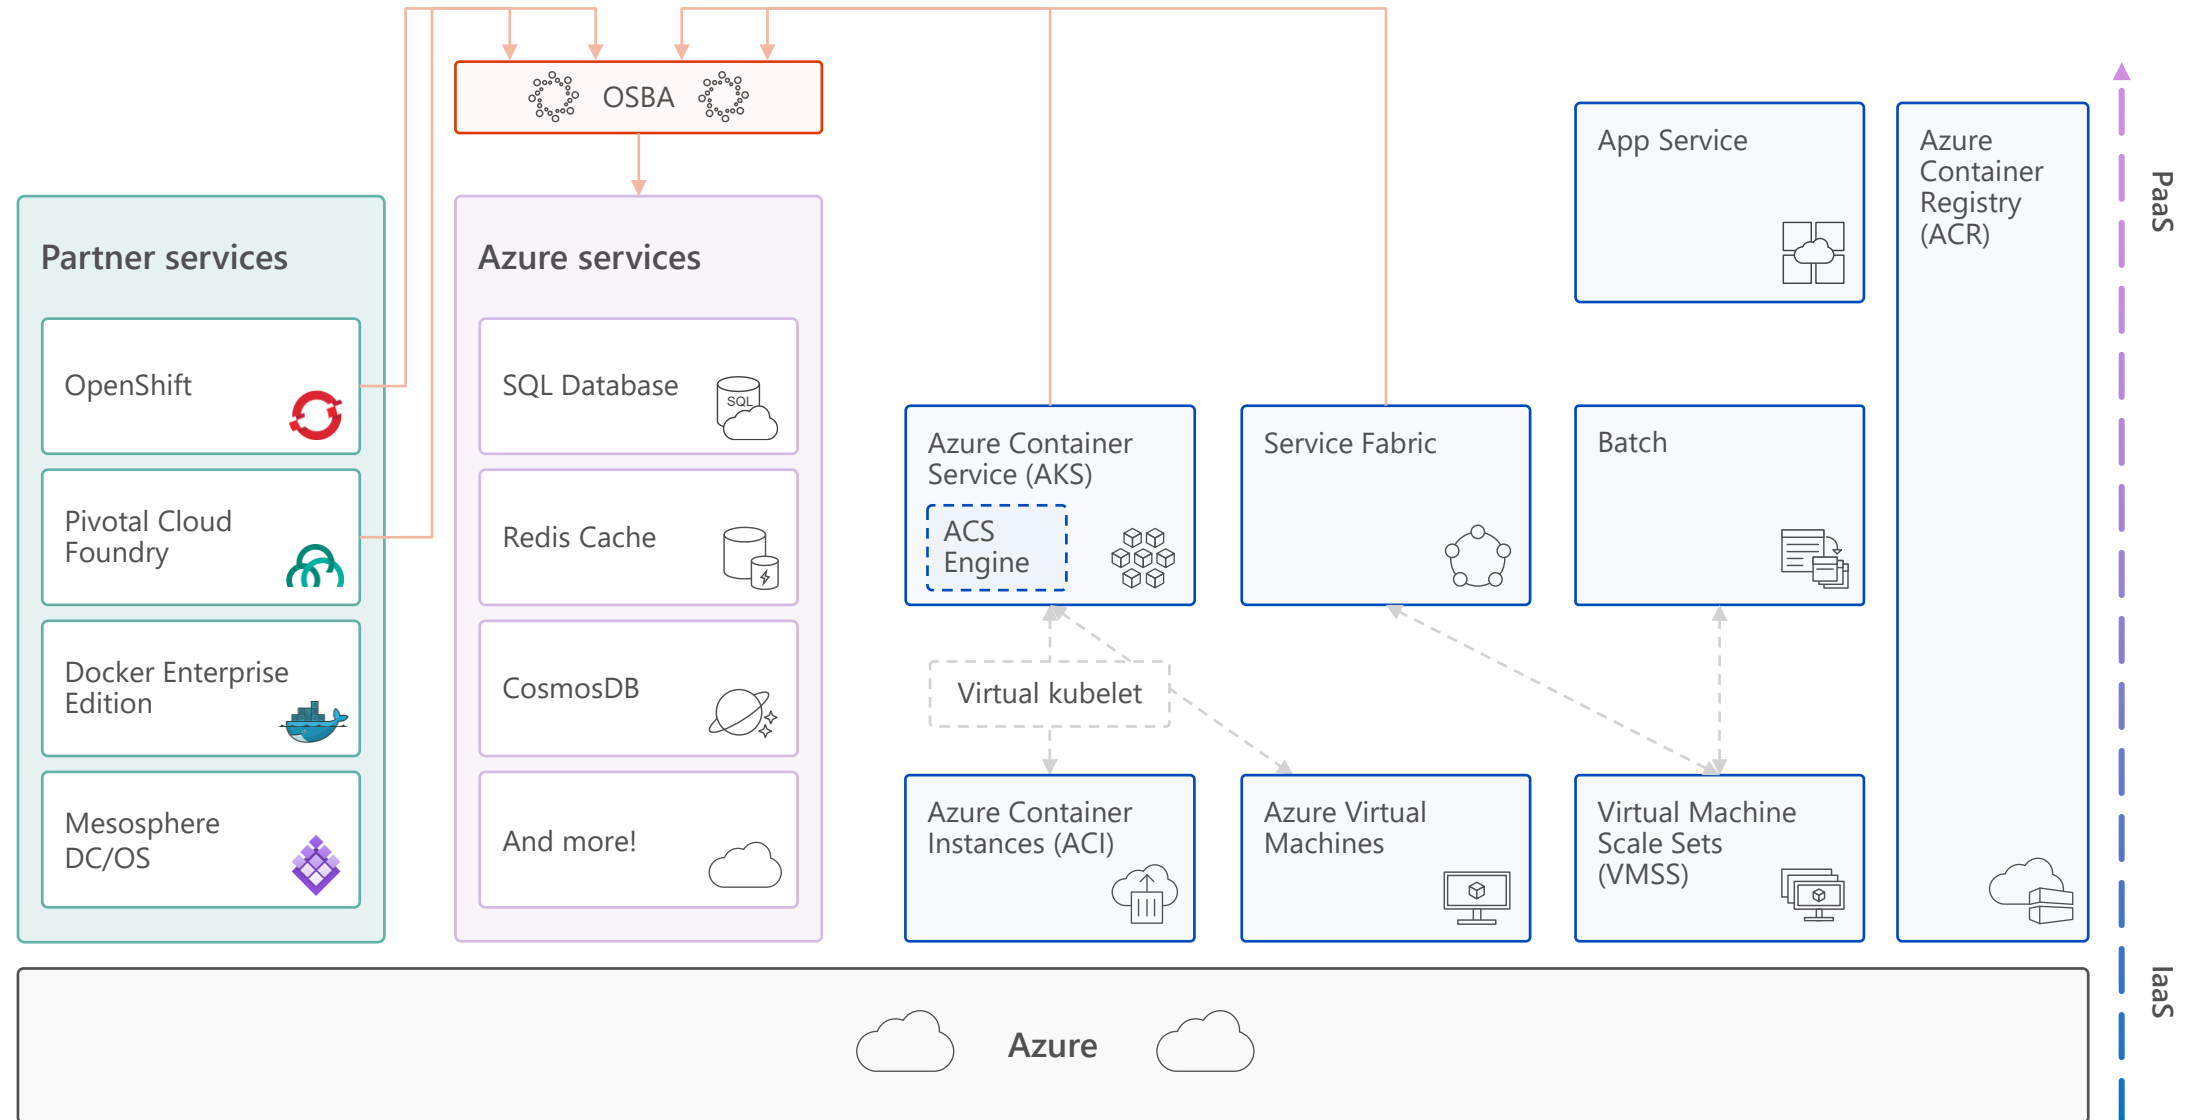 OSBA
Partner services
OpenShift
Pivotal Cloud
Foundry
Docker Enterprise
Edition
Mesosphere
DC/OS
Azure services
SQL Database
SQL
Redis Cache
CosmosDB
And more!
Azure Container
Service (AKS)
ACS
Engine
Service Fabric
App Service
Batch
Azure
Container
Registry
(ACR)
Virtual kubelet
Azure Container
Instances (ACI)
Azure Virtual
Machines
Virtual Machine
Scale Sets
(VMSS)
PaaS
IaaS
Azure